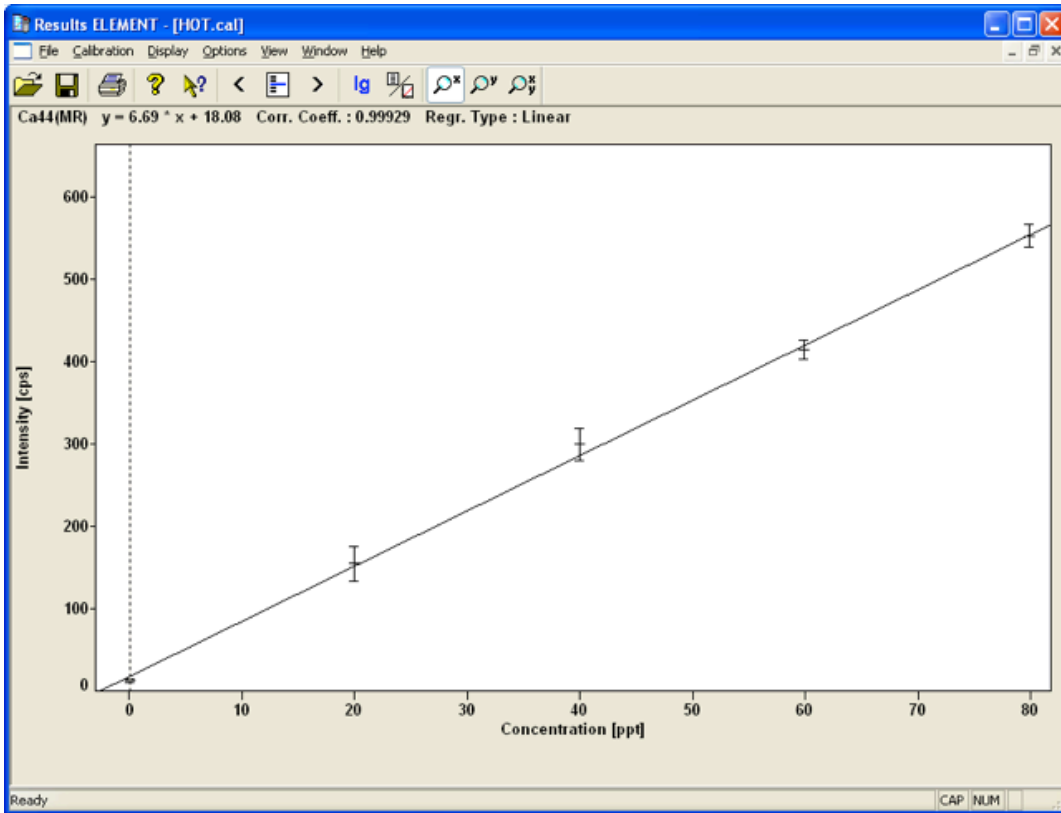 Results ELEMENT - [HOT.cal]
File Calibration Display Options View Window Help
lg x y x y
Ca44(MR) y = 6.69 * x + 18.08 Corr. Coeff. : 0.99929 Regr. Type : Linear
600
500
400
300
200
100
0
Intensity [cps]
0 10 20 30 40 50 60 70 80
Concentration [ppt]
Ready CAP NUM